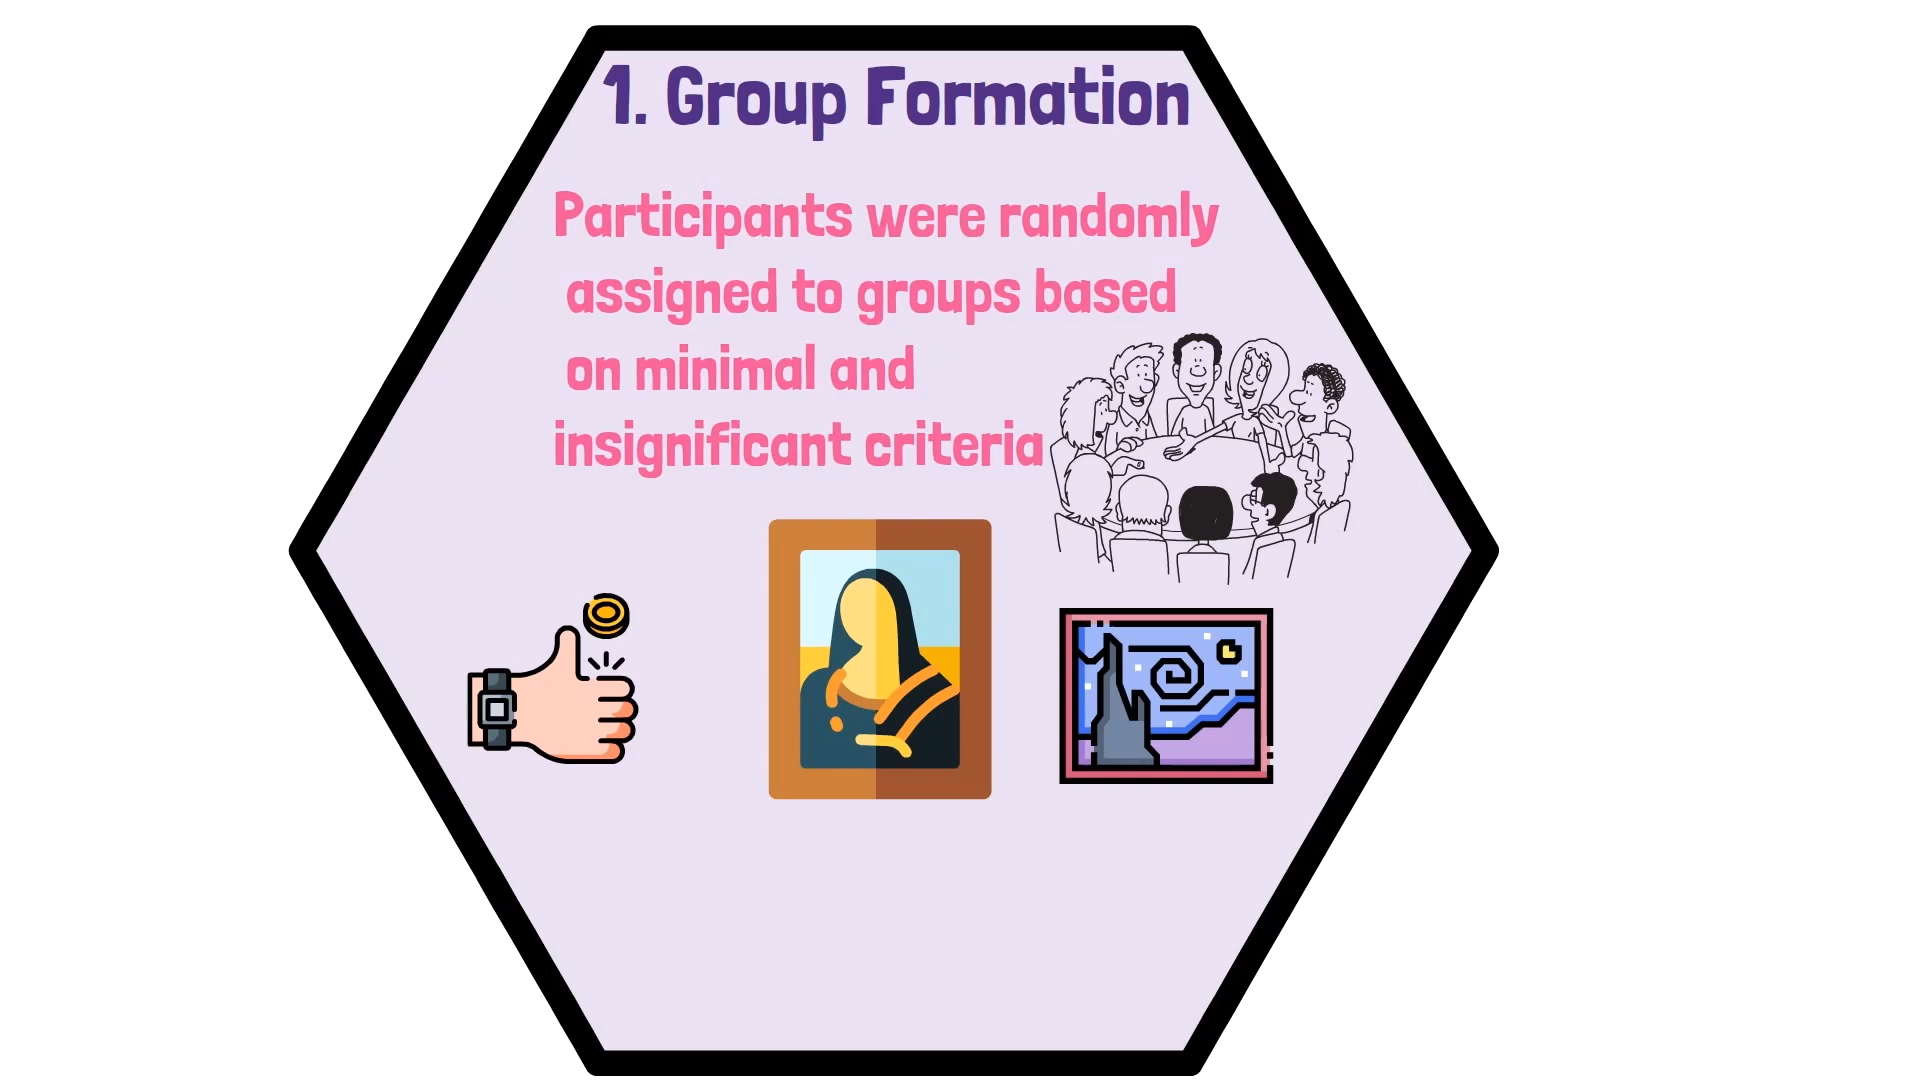 1. Group Formation
Participants were randomly
assigned to groups based
on minimal and
insignificant criteria